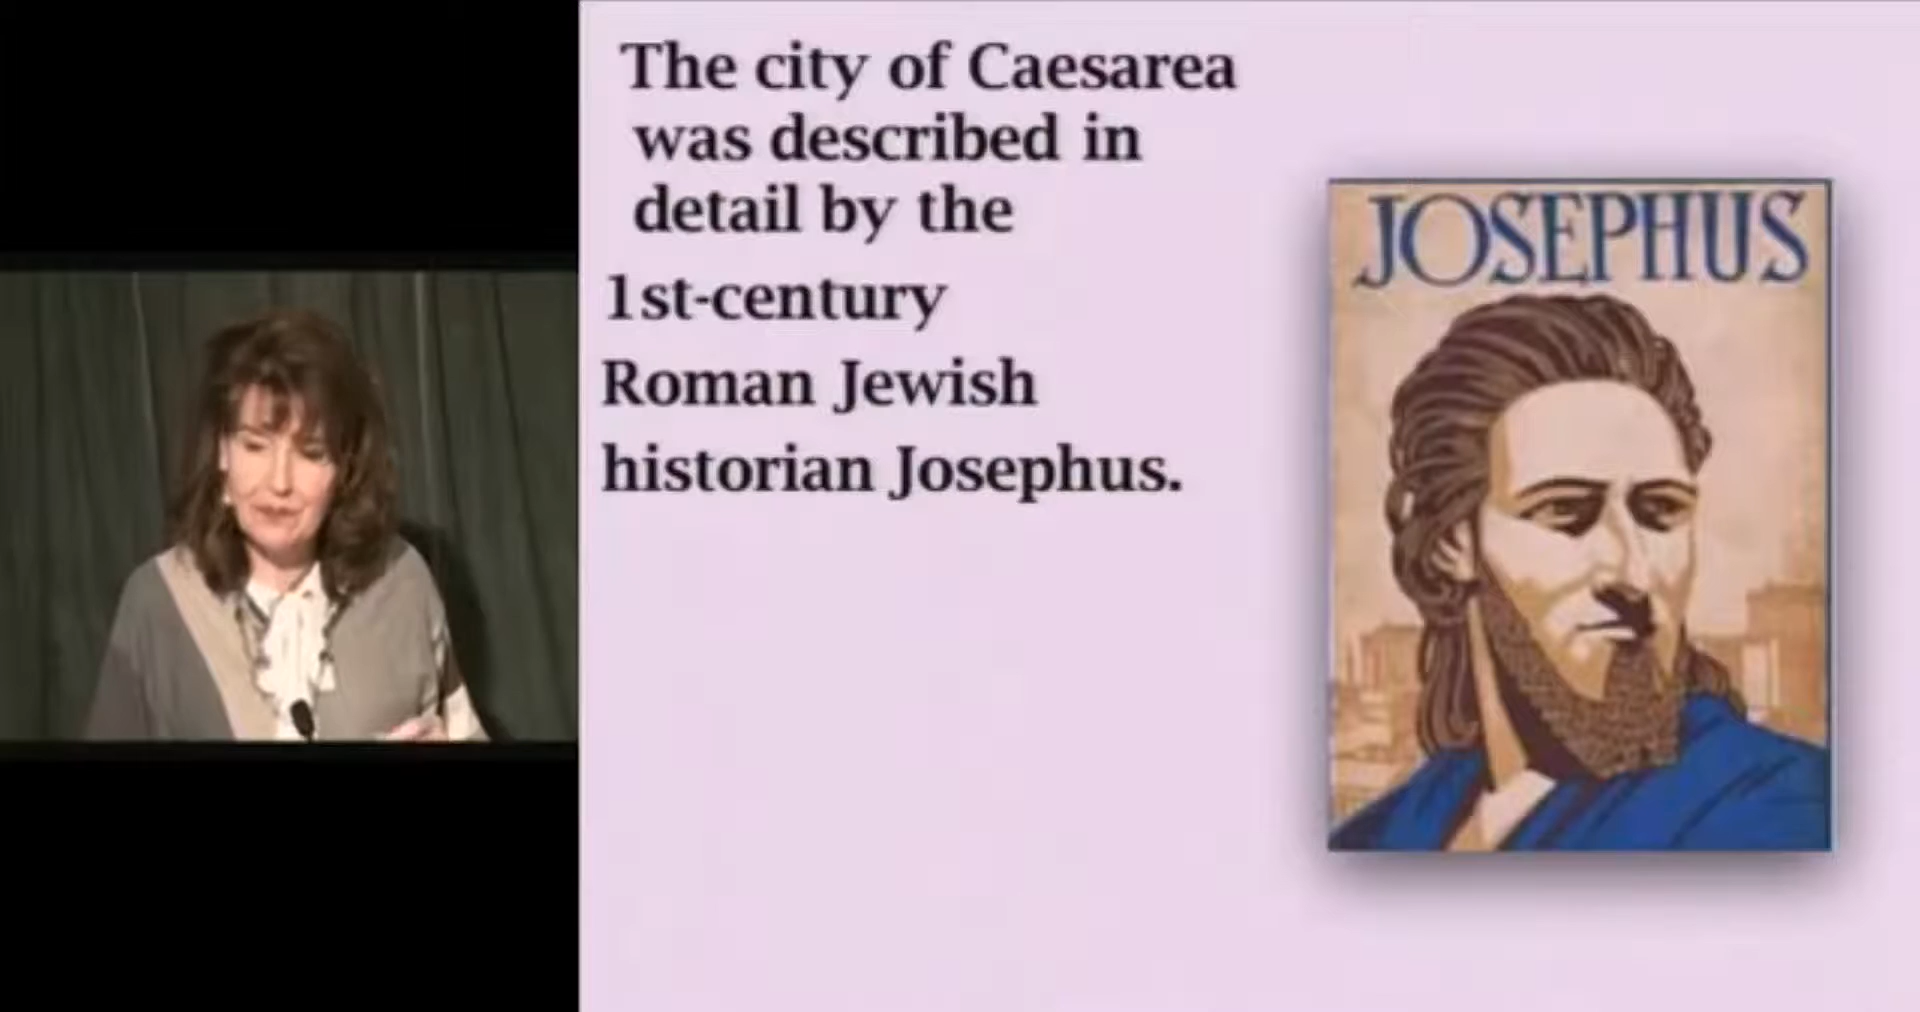 The city of Caesarea
was described in
detail by the
1st-century
Roman Jewish
historian Josephus.
JOSEPHUS